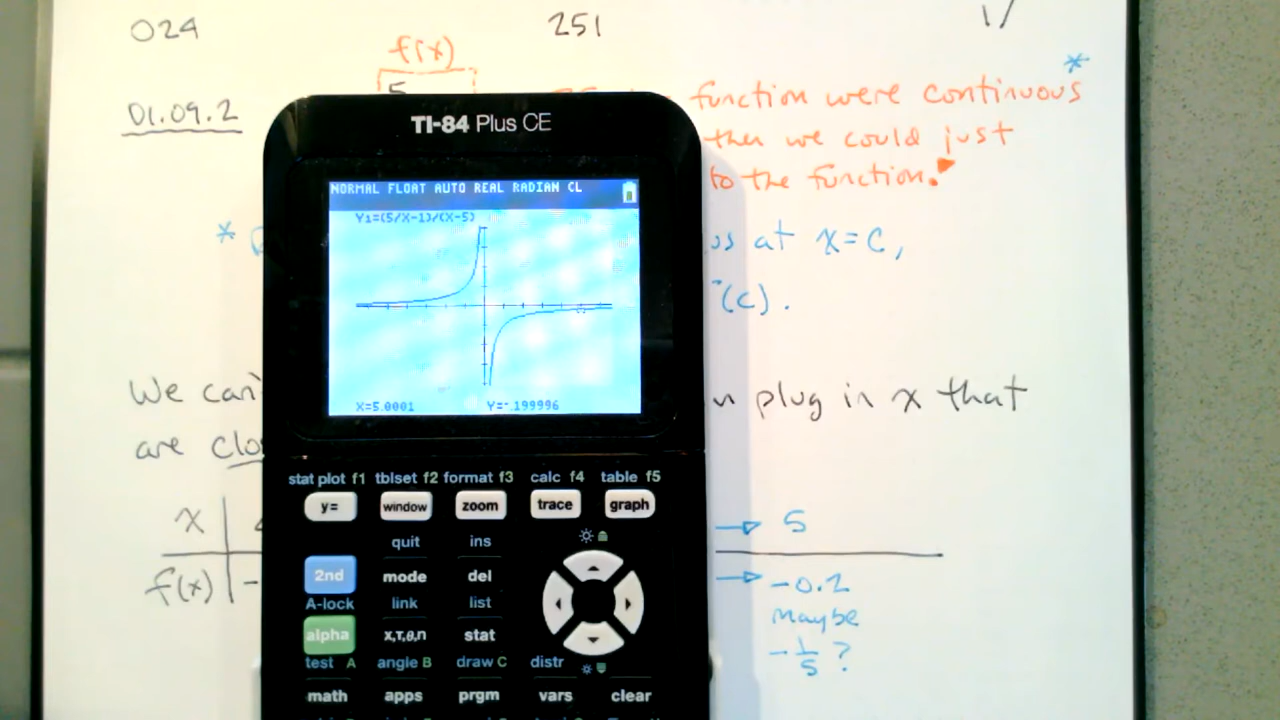 024 251 1/
f(x)
5
01.09.2
function were continuous *
then we could just
to the function.
* us at x=c,
(c).
We can't plug in x that
are
x → 5
f(x) - → -0.2
Maybe
-1/5 ?
TI-84 Plus CE
NORMAL FLOAT AUTO REAL RADIAN CL
Y1=(5/X-1)/(X-5)
X=5.0001 Y=-.199996
stat plot f1 tblset f2 format f3 calc f4 table f5
y= window zoom trace graph
quit ins
2nd mode del
A-lock link list
alpha X,T,θ,n stat
test A angle B draw C distr
math apps prgm vars clear